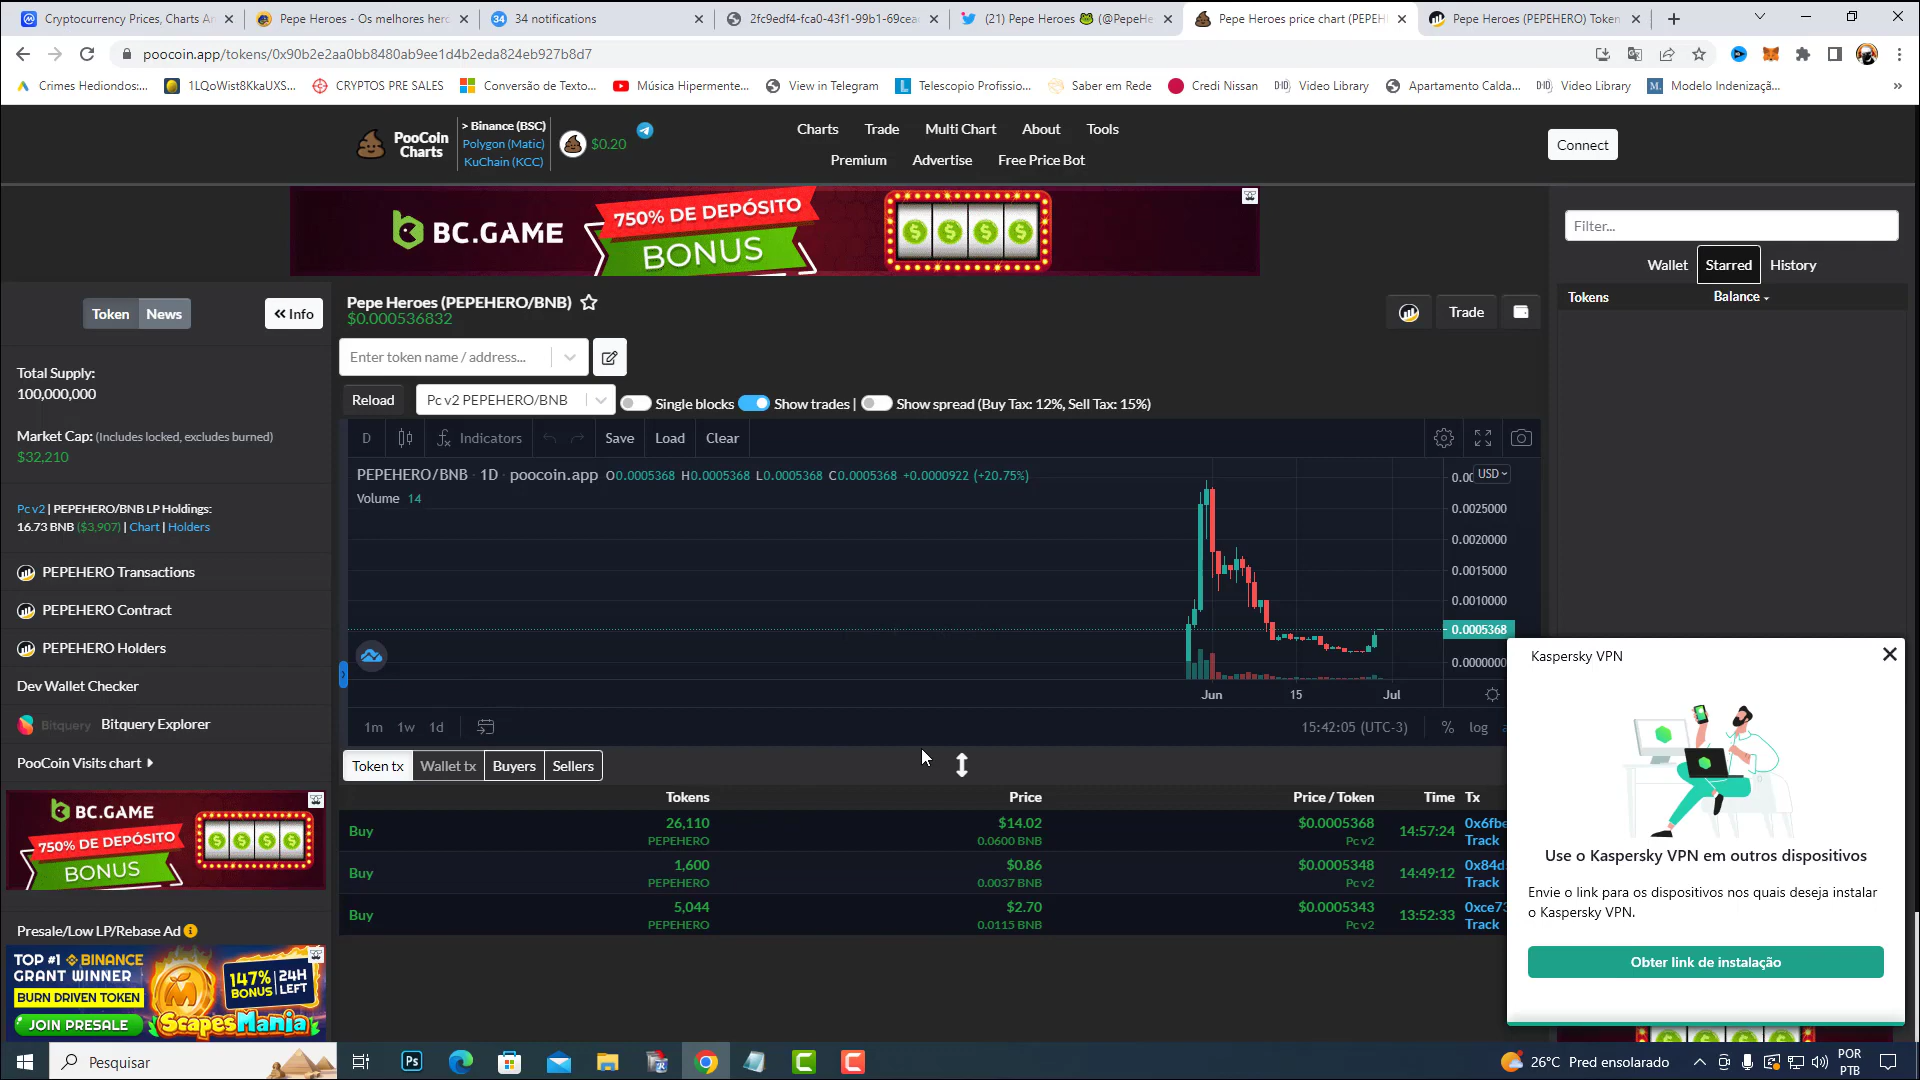 Cryptocurrency Prices, Charts An
Pepe Heroes - Os melhores heró
34 notifications
2fc9edf4-fca0-43f1-99b1-69cear
(21) Pepe Heroes 🐸 (@PepeHe
Pepe Heroes price chart (PEPEHE
Pepe Heroes (PEPEHERO) Token
poocoin.app/tokens/0x90b2e2aa0bb8480ab9ee1d4b2eda824eb927b8d7
Crimes Hediondos:...
1LQoWist8KkaUXS...
CRYPTOS PRE SALES
Conversão de Texto...
Música Hipermente...
View in Telegram
Telescopio Profissio...
Saber em Rede
Credi Nissan
Video Library
Apartamento Calda...
Video Library
Modelo Indenizaçã...
»
PooCoin Charts
> Binance (BSC)
Polygon (Matic)
KuChain (KCC)
$0.20
Charts Trade Multi Chart About Tools
Premium Advertise Free Price Bot
Connect
BC.GAME
750% DE DEPÓSITO
BONUS
Filter...
Wallet Starred History
Tokens Balance
Token News
« Info
Pepe Heroes (PEPEHERO/BNB)
$0.000536832
Trade
Enter token name / address...
Total Supply:
100,000,000
Market Cap: (Includes locked, excludes burned)
$32,210
Pc v2 | PEPEHERO/BNB LP Holdings:
16.73 BNB ($3,907) | Chart | Holders
PEPEHERO Transactions
PEPEHERO Contract
PEPEHERO Holders
Dev Wallet Checker
Bitquery Bitquery Explorer
PooCoin Visits chart
BC.GAME
750% DE DEPÓSITO
BONUS
Presale/Low LP/Rebase Ad
TOP #1 BINANCE
GRANT WINNER
BURN DRIVEN TOKEN
JOIN PRESALE
147% BONUS
24H LEFT
ScapesMania
Reload
Pc v2 PEPEHERO/BNB
Single blocks
Show trades |
Show spread (Buy Tax: 12%, Sell Tax: 15%)
D
Indicators
Save Load Clear
PEPEHERO/BNB · 1D · poocoin.app O0.0005368 H0.0005368 L0.0005368 C0.0005368 +0.0000922 (+20.75%)
Volume 14
USD
0.0025000
0.0020000
0.0015000
0.0010000
0.0005368
0.0000000
Jun 15 Jul
1m 1w 1d
15:42:05 (UTC-3)
% log
Token tx Wallet tx Buyers Sellers
Tokens Price Price / Token Time Tx
Buy 26,110 $14.02 $0.0005368 14:57:24 0x6fbe
PEPEHERO 0.0600 BNB Pc v2 Track
Buy 1,600 $0.86 $0.0005348 14:49:12
PEPEHERO 0.0037 BNB Pc v2 Track
Buy 5,044 $2.70 $0.0005343 13:52:33 0xce73
PEPEHERO 0.0115 BNB Pc v2 Track
Kaspersky VPN
Use o Kaspersky VPN em outros dispositivos
Envie o link para os dispositivos nos quais deseja instalar
o Kaspersky VPN.
Obter link de instalação
Pesquisar
Ps
26°C Pred ensolarado
POR
PTB